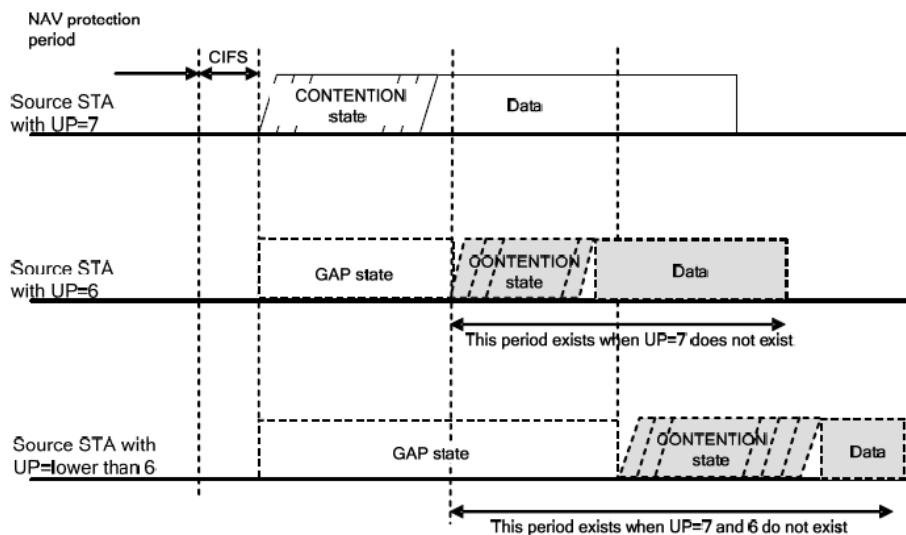 NAV protection
period
CIFS
Source STA
with UP=7
CONTENTION
state
Data
Source STA
with UP=6
GAP state
CONTENTION
state
Data
This period exists when UP=7 does not exist
Source STA with
UP=lower than 6
GAP state
CONTENTION
state
Data
This period exists when UP=7 and 6 do not exist